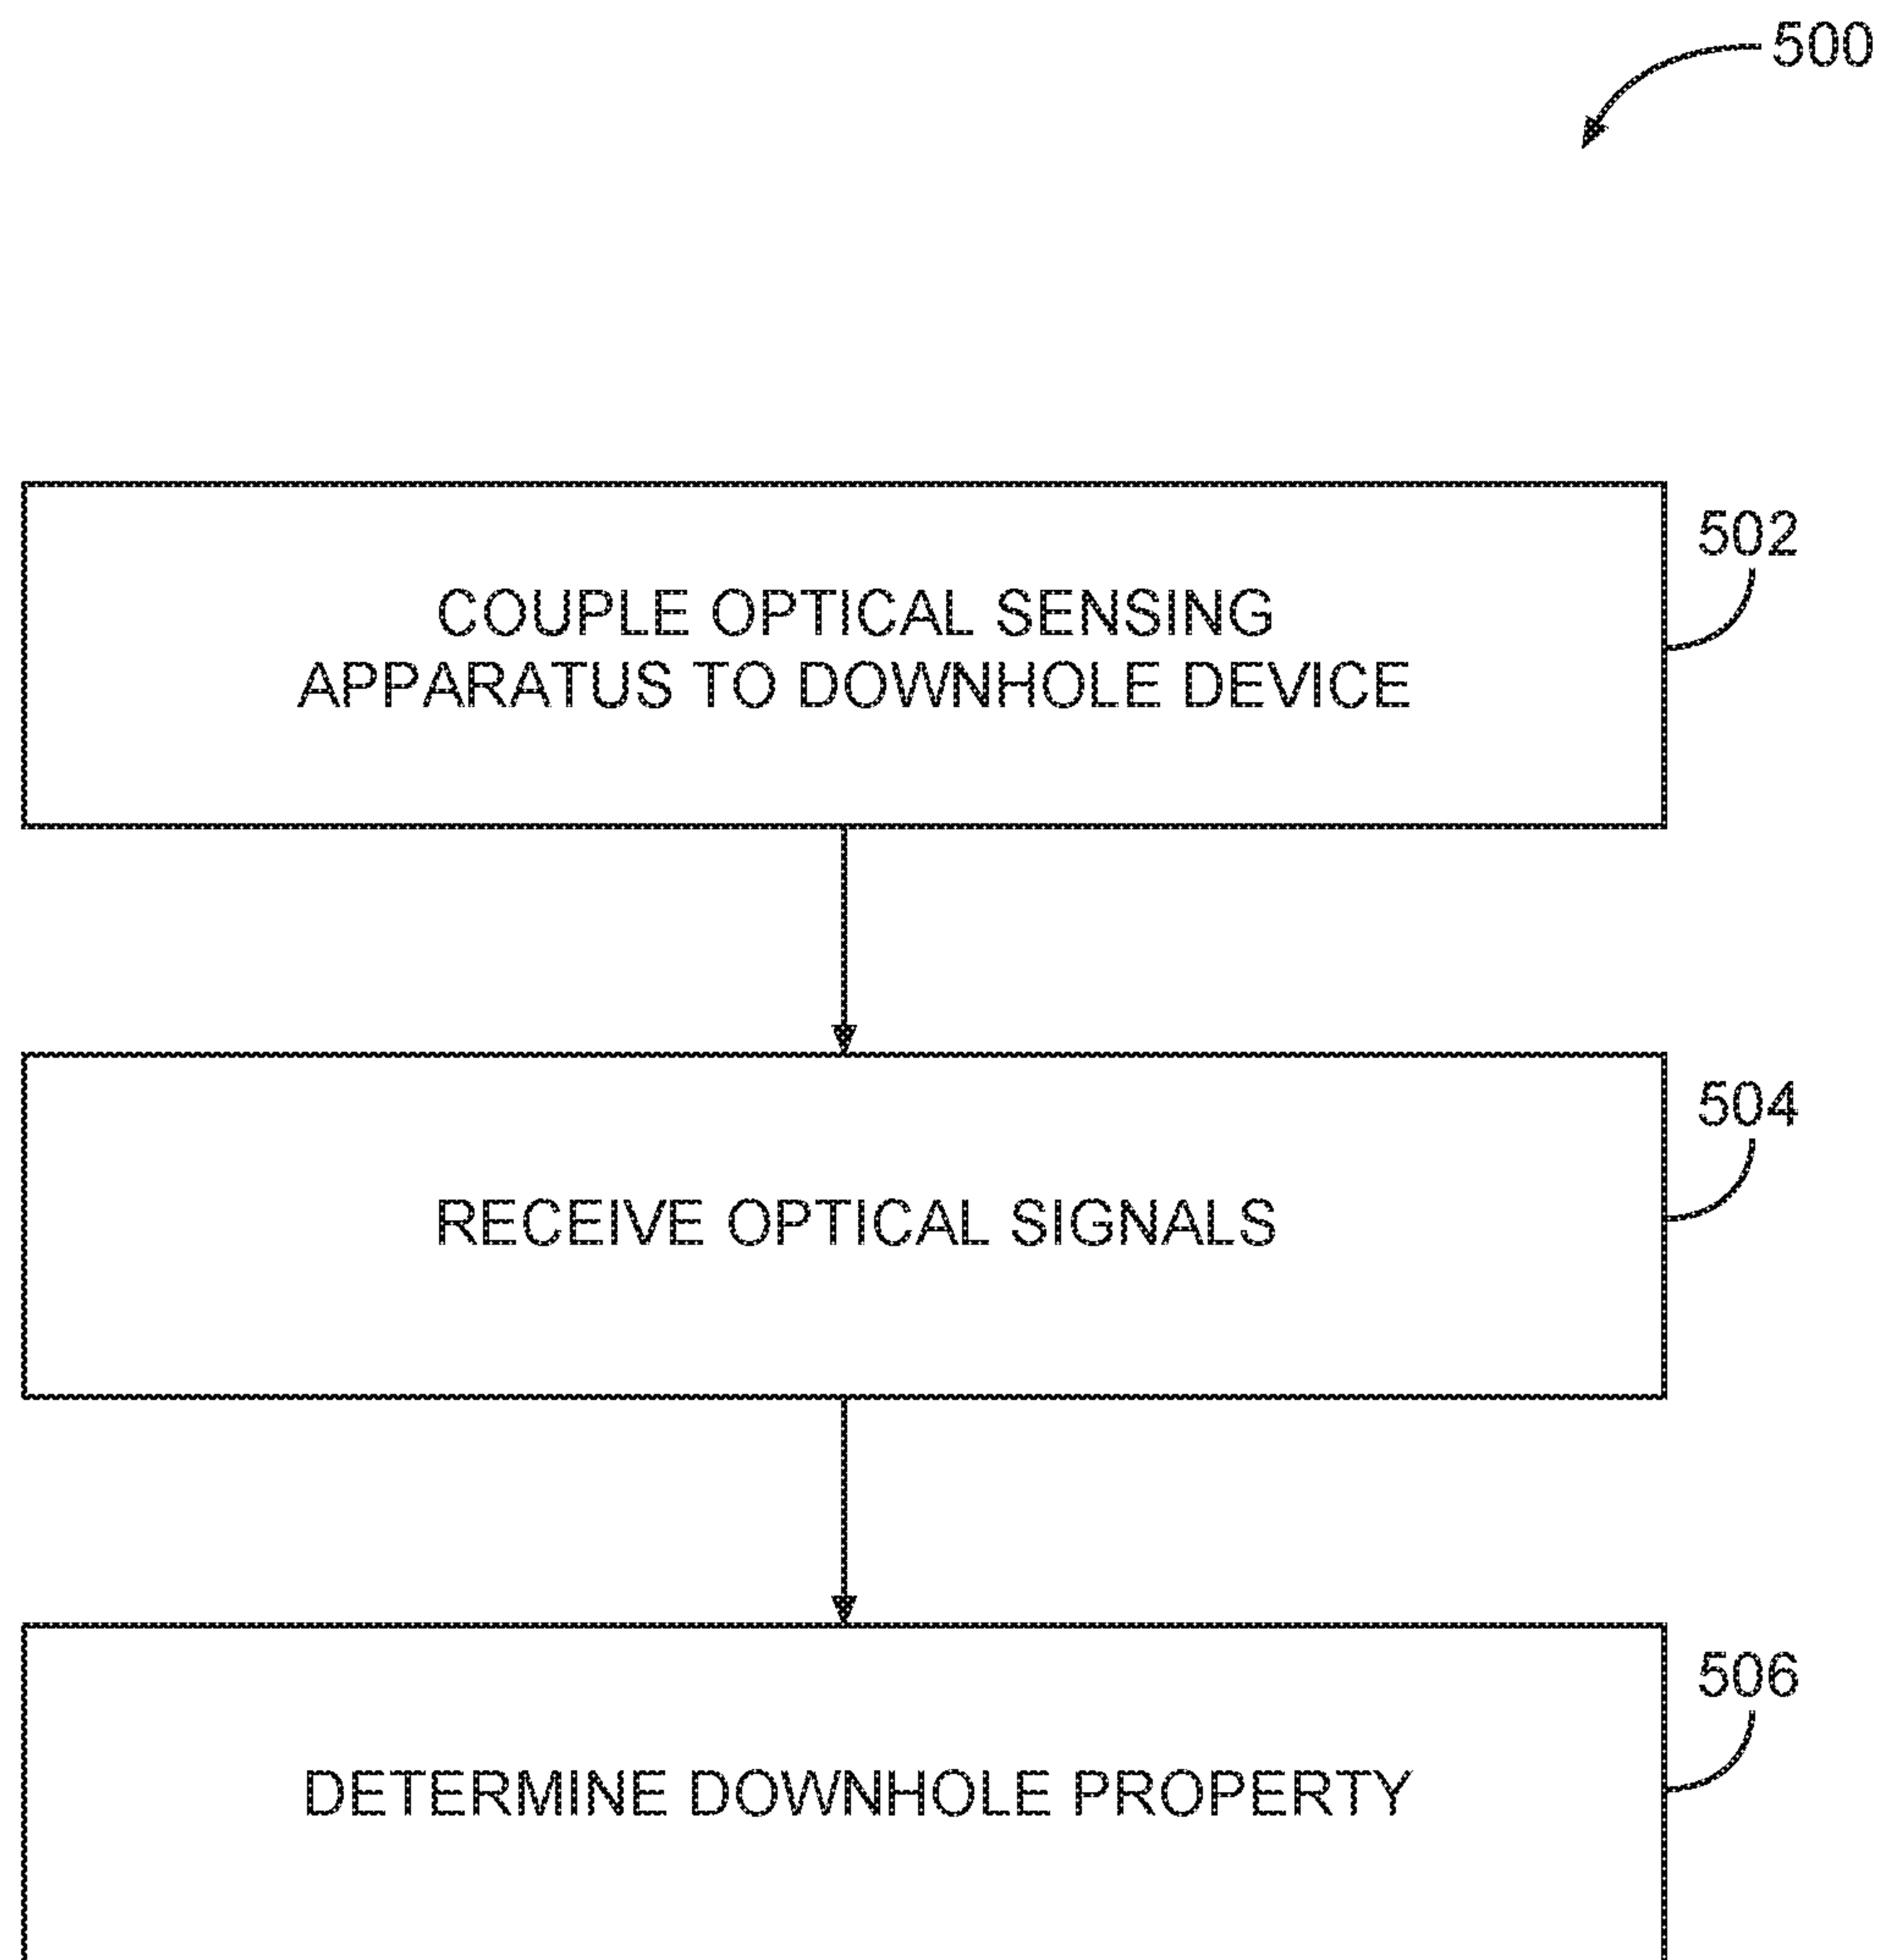 500
502
COUPLE OPTICAL SENSING
APPARATUS TO DOWNHOLE DEVICE
504
RECEIVE OPTICAL SIGNALS
506
DETERMINE DOWNHOLE PROPERTY